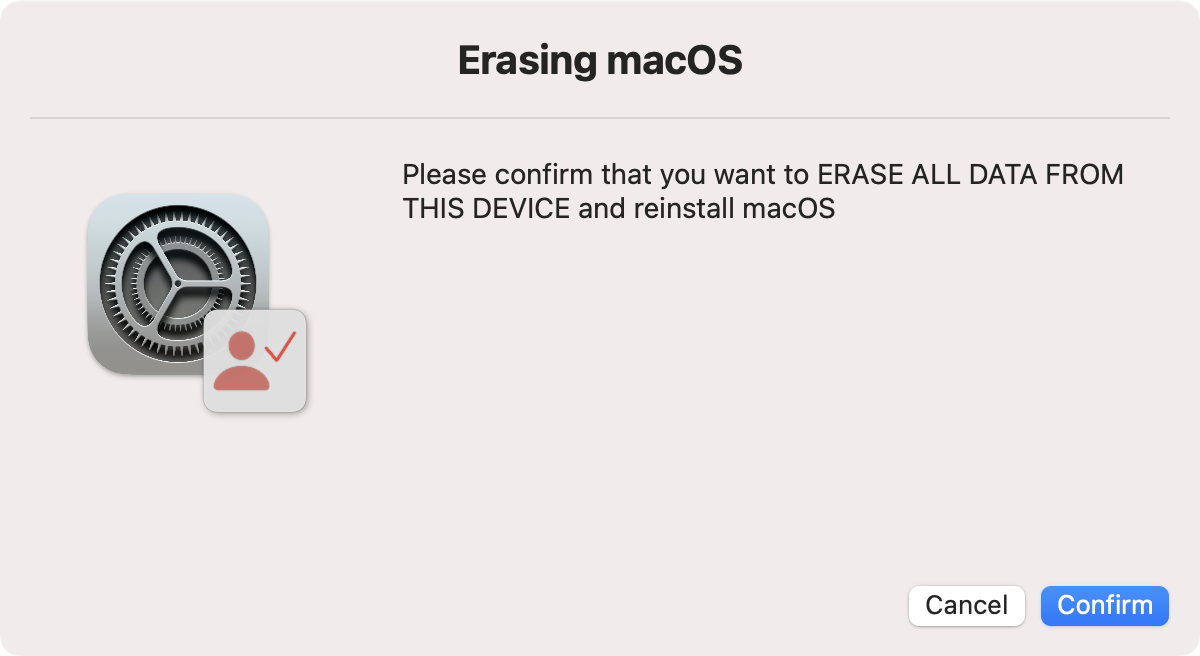 Erasing macOS
Please confirm that you want to ERASE ALL DATA FROM
THIS DEVICE and reinstall macOS
Cancel
Confirm